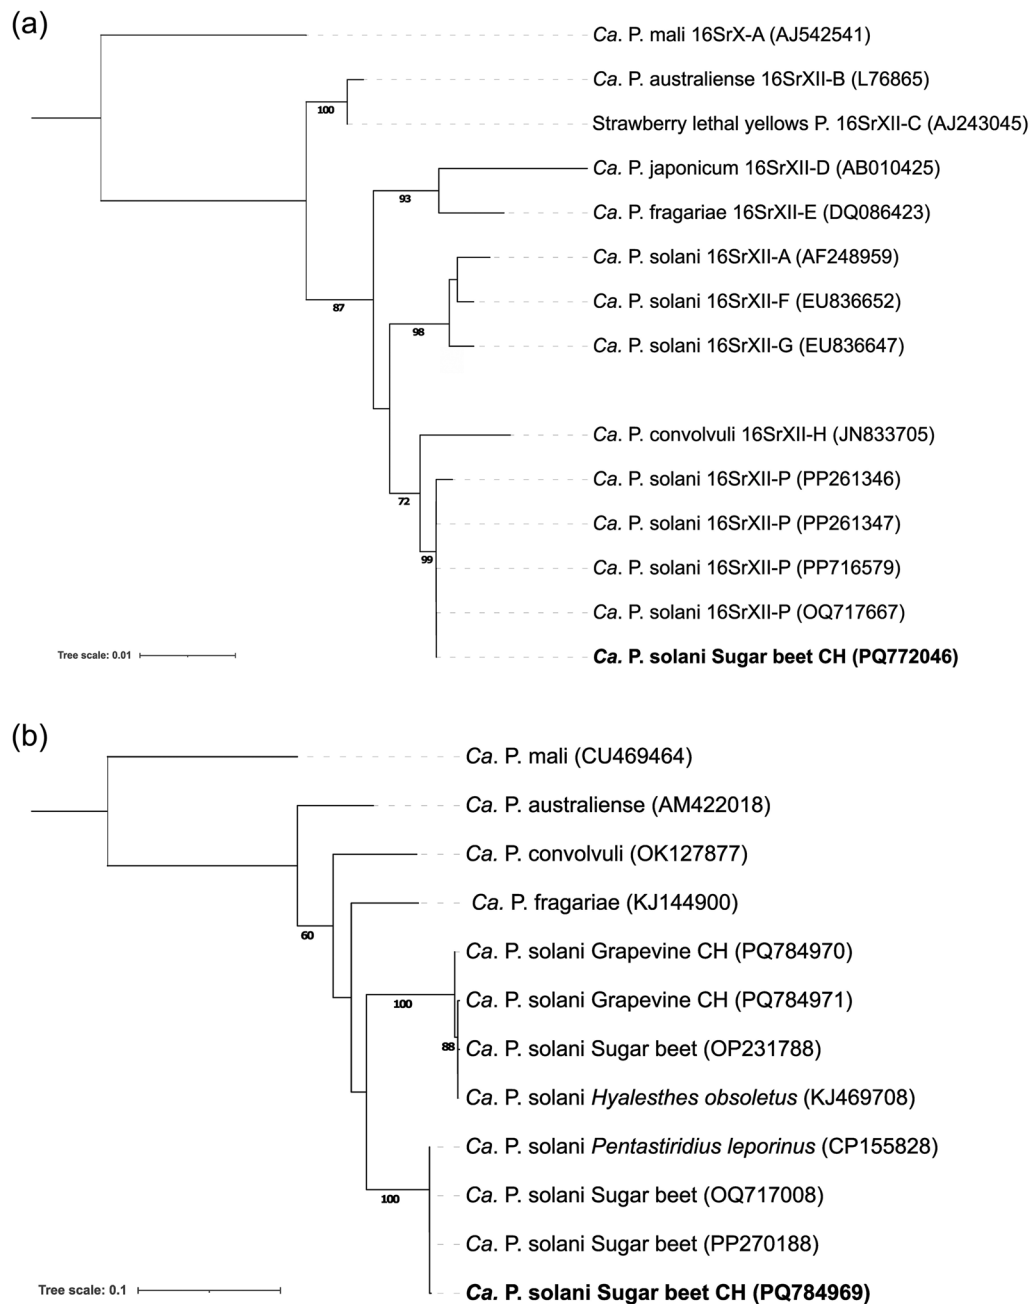 (a)
Ca. P. mali 16SrX-A (AJ542541)
Ca. P. australiense 16SrXII-B (L76865)
100
Strawberry lethal yellows P. 16SrXII-C (AJ243045)
Ca. P. japonicum 16SrXII-D (AB010425)
93
Ca. P. fragariae 16SrXII-E (DQ086423)
Ca. P. solani 16SrXII-A (AF248959)
Ca. P. solani 16SrXII-F (EU836652)
87
98
Ca. P. solani 16SrXII-G (EU836647)
Ca. P. convolvuli 16SrXII-H (JN833705)
Ca. P. solani 16SrXII-P (PP261346)
72
Ca. P. solani 16SrXII-P (PP261347)
99
Ca. P. solani 16SrXII-P (PP716579)
Ca. P. solani 16SrXII-P (OQ717667)
Tree scale: 0.01
Ca. P. solani Sugar beet CH (PQ772046)
(b)
Ca. P. mali (CU469464)
Ca. P. australiense (AM422018)
Ca. P. convolvuli (OK127877)
Ca. P. fragariae (KJ144900)
60
Ca. P. solani Grapevine CH (PQ784970)
100
Ca. P. solani Grapevine CH (PQ784971)
88
Ca. P. solani Sugar beet (OP231788)
Ca. P. solani Hyalesthes obsoletus (KJ469708)
Ca. P. solani Pentastiridius leporinus (CP155828)
100
Ca. P. solani Sugar beet (OQ717008)
Ca. P. solani Sugar beet (PP270188)
Tree scale: 0.1
Ca. P. solani Sugar beet CH (PQ784969)